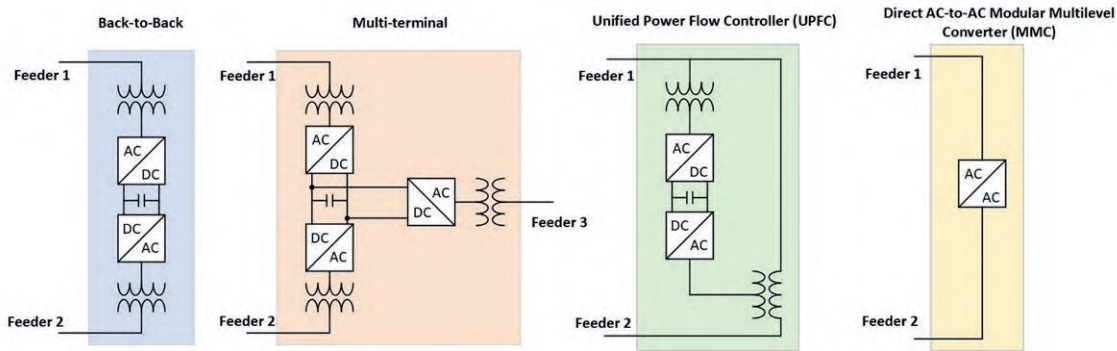 Back-to-Back
Feeder 1
AC
DC
DC
AC
Feeder 2
Multi-terminal
Feeder 1
AC
DC
AC
DC
DC
AC
Feeder 3
Feeder 2
Unified Power Flow Controller (UPFC)
Feeder 1
AC
DC
DC
AC
Feeder 2
Direct AC-to-AC Modular Multilevel
Converter (MMC)
Feeder 1
AC
AC
Feeder 2